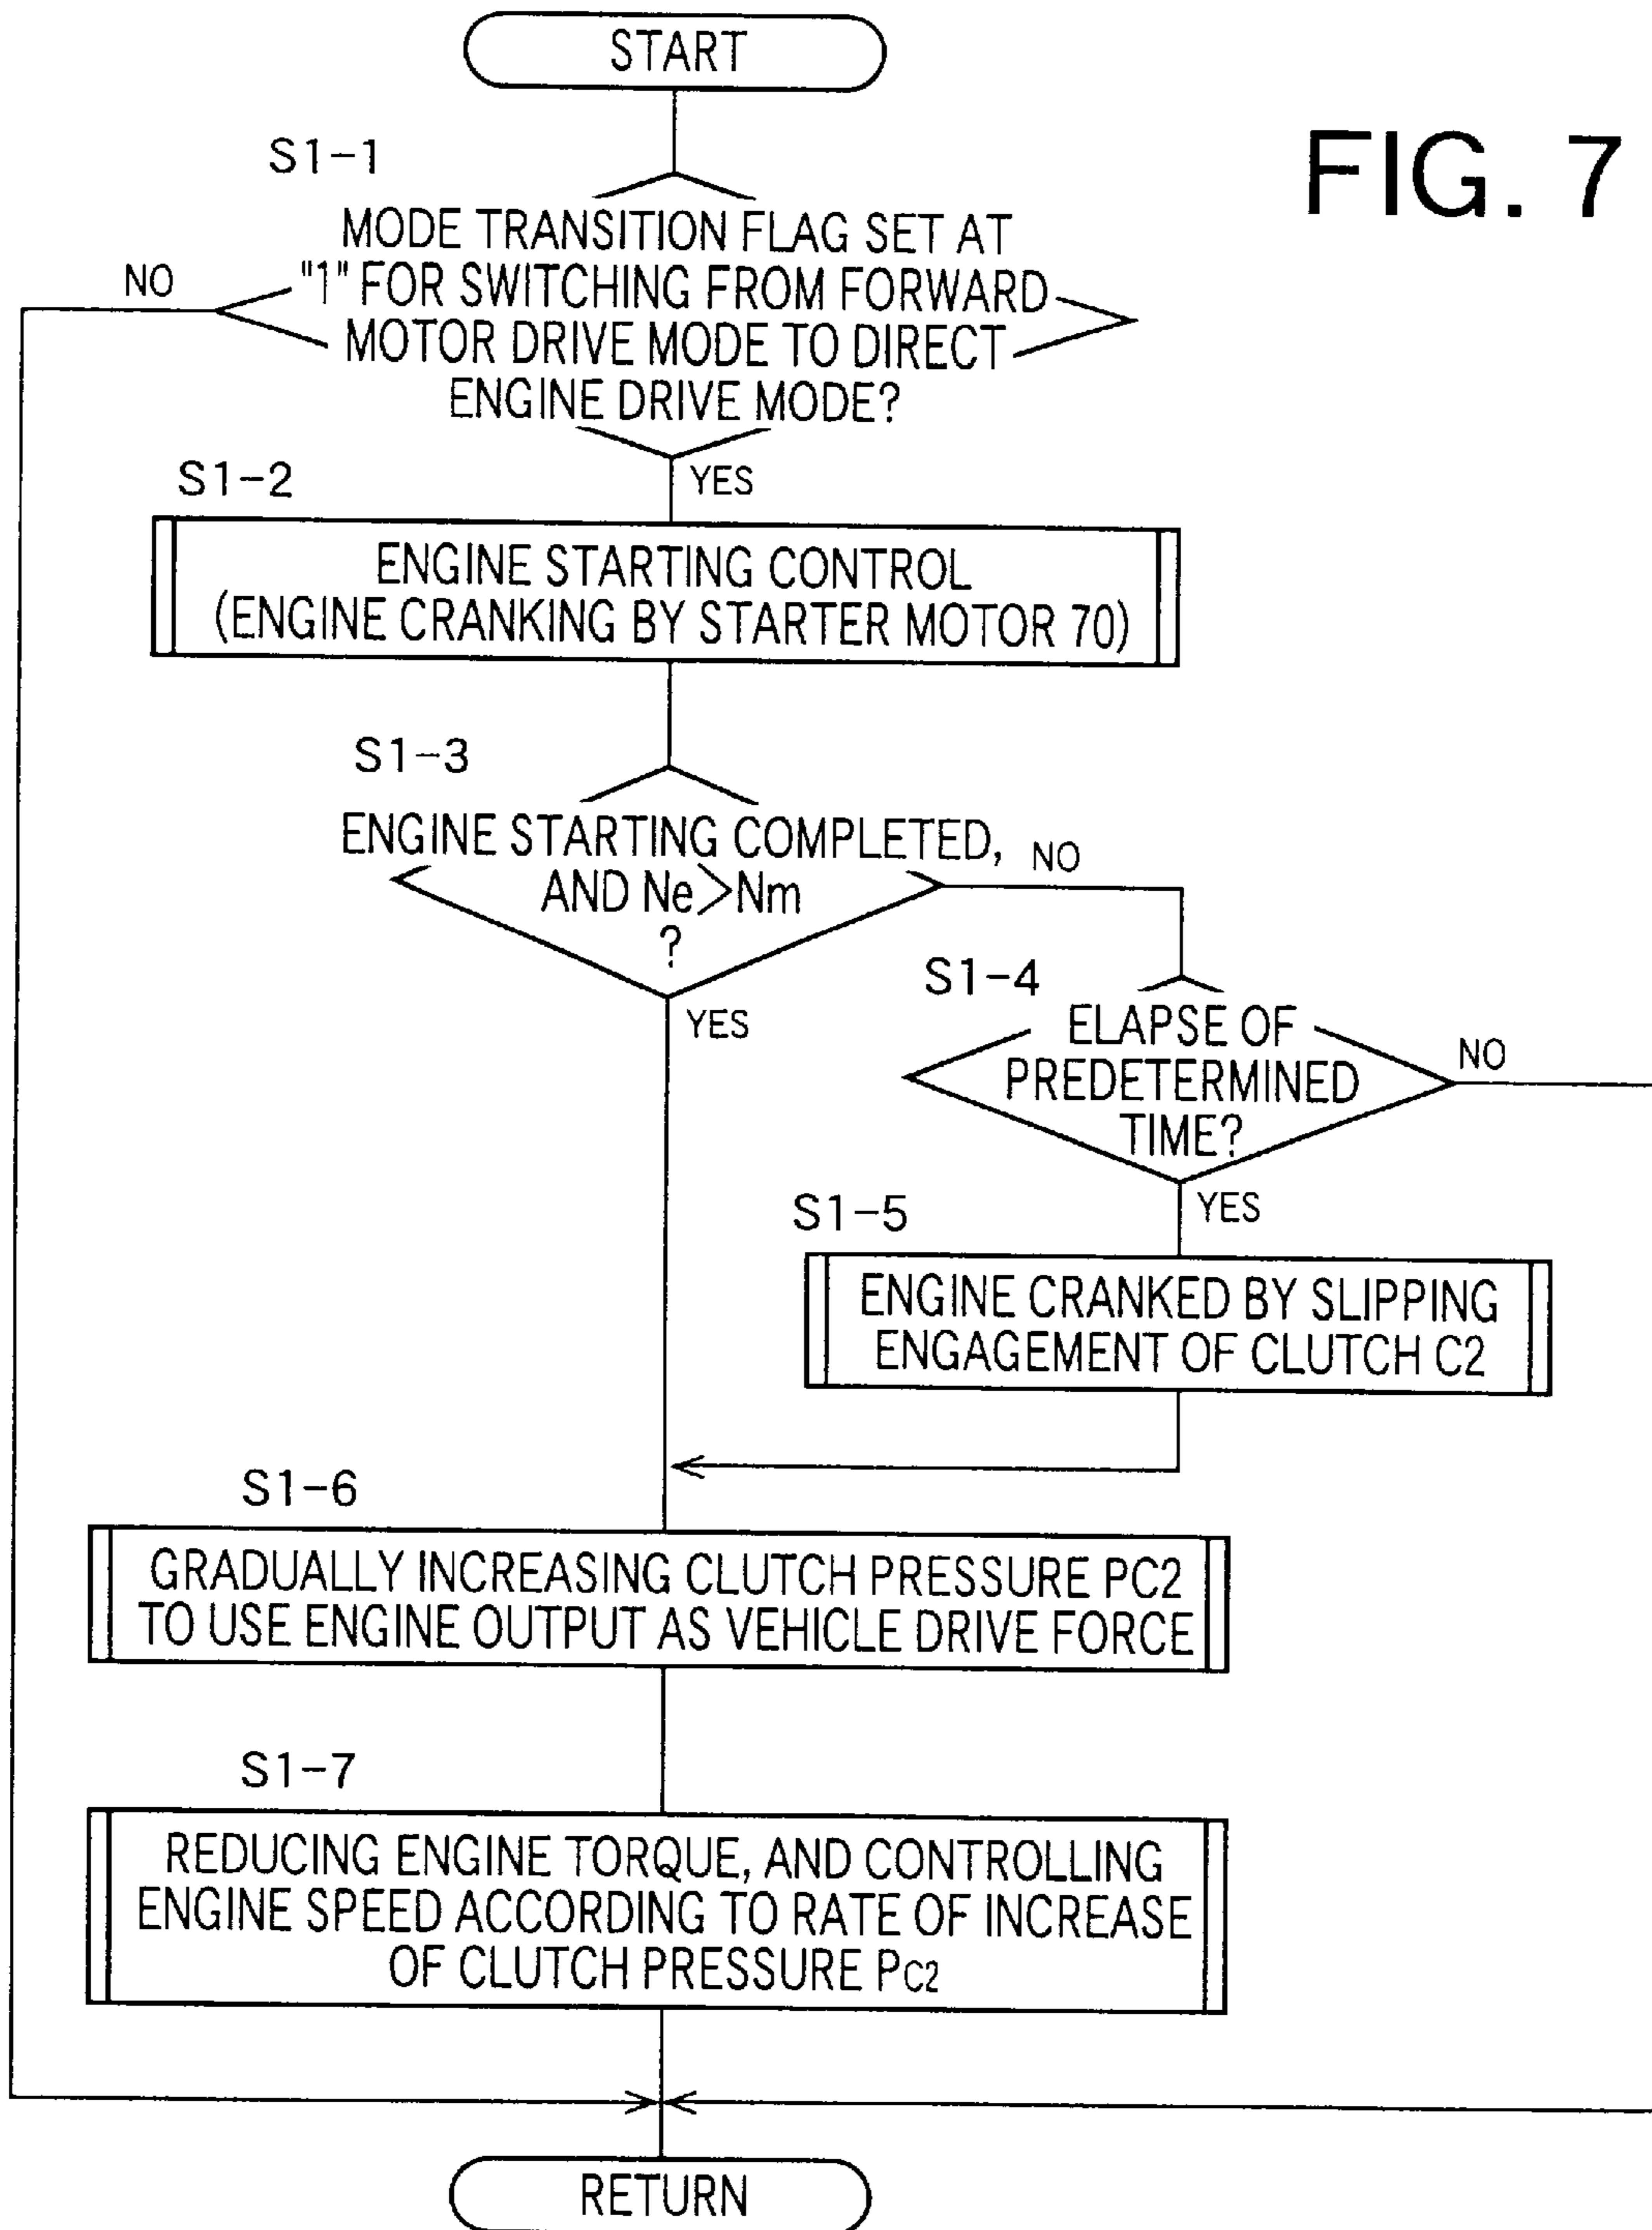 START
FIG. 7
S1-1
MODE TRANSITION FLAG SET AT
"1" FOR SWITCHING FROM FORWARD
MOTOR DRIVE MODE TO DIRECT
ENGINE DRIVE MODE?
NO
YES
S1-2
ENGINE STARTING CONTROL
(ENGINE CRANKING BY STARTER MOTOR 70)
S1-3
ENGINE STARTING COMPLETED,
AND Ne>Nm
?
NO
YES
S1-4
ELAPSE OF
PREDETERMINED
TIME?
NO
YES
S1-5
ENGINE CRANKED BY SLIPPING
ENGAGEMENT OF CLUTCH C2
S1-6
GRADUALLY INCREASING CLUTCH PRESSURE PC2
TO USE ENGINE OUTPUT AS VEHICLE DRIVE FORCE
S1-7
REDUCING ENGINE TORQUE, AND CONTROLLING
ENGINE SPEED ACCORDING TO RATE OF INCREASE
OF CLUTCH PRESSURE PC2
RETURN